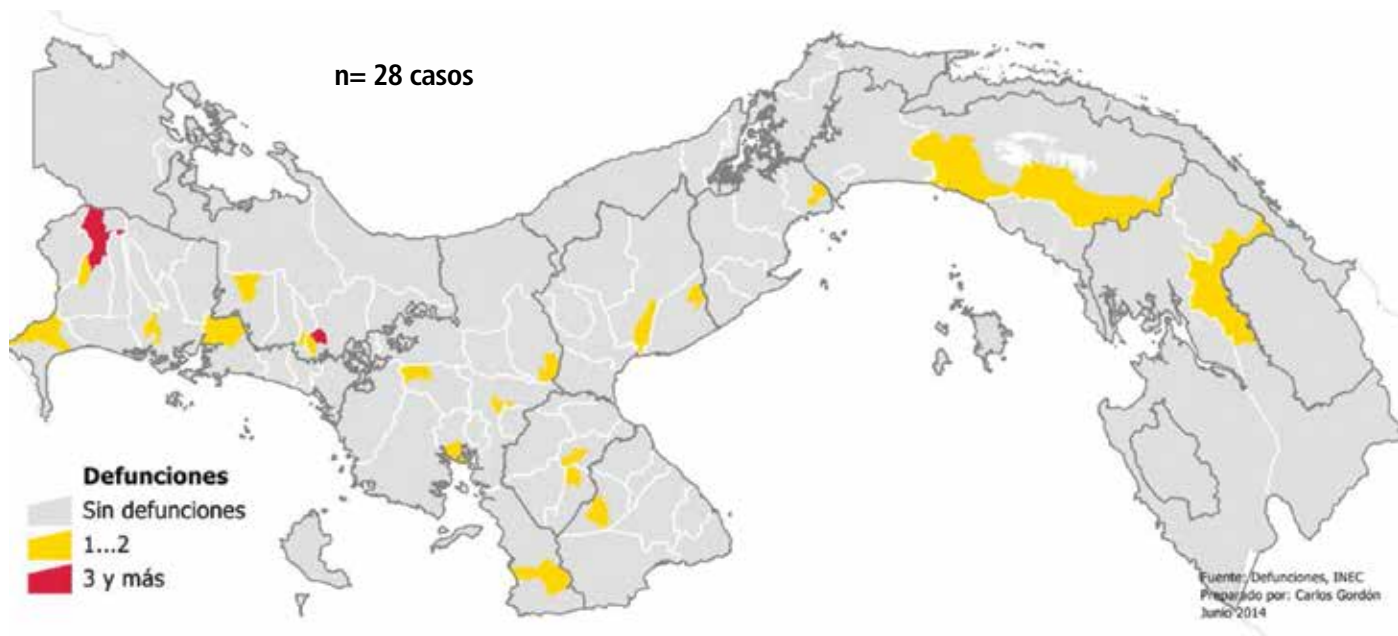 n= 28 casos
Defunciones
Sin defunciones
1...2
3 y más
Fuente: Defunciones, INEC
Preparado por: Carlos Gordón
Junio 2014